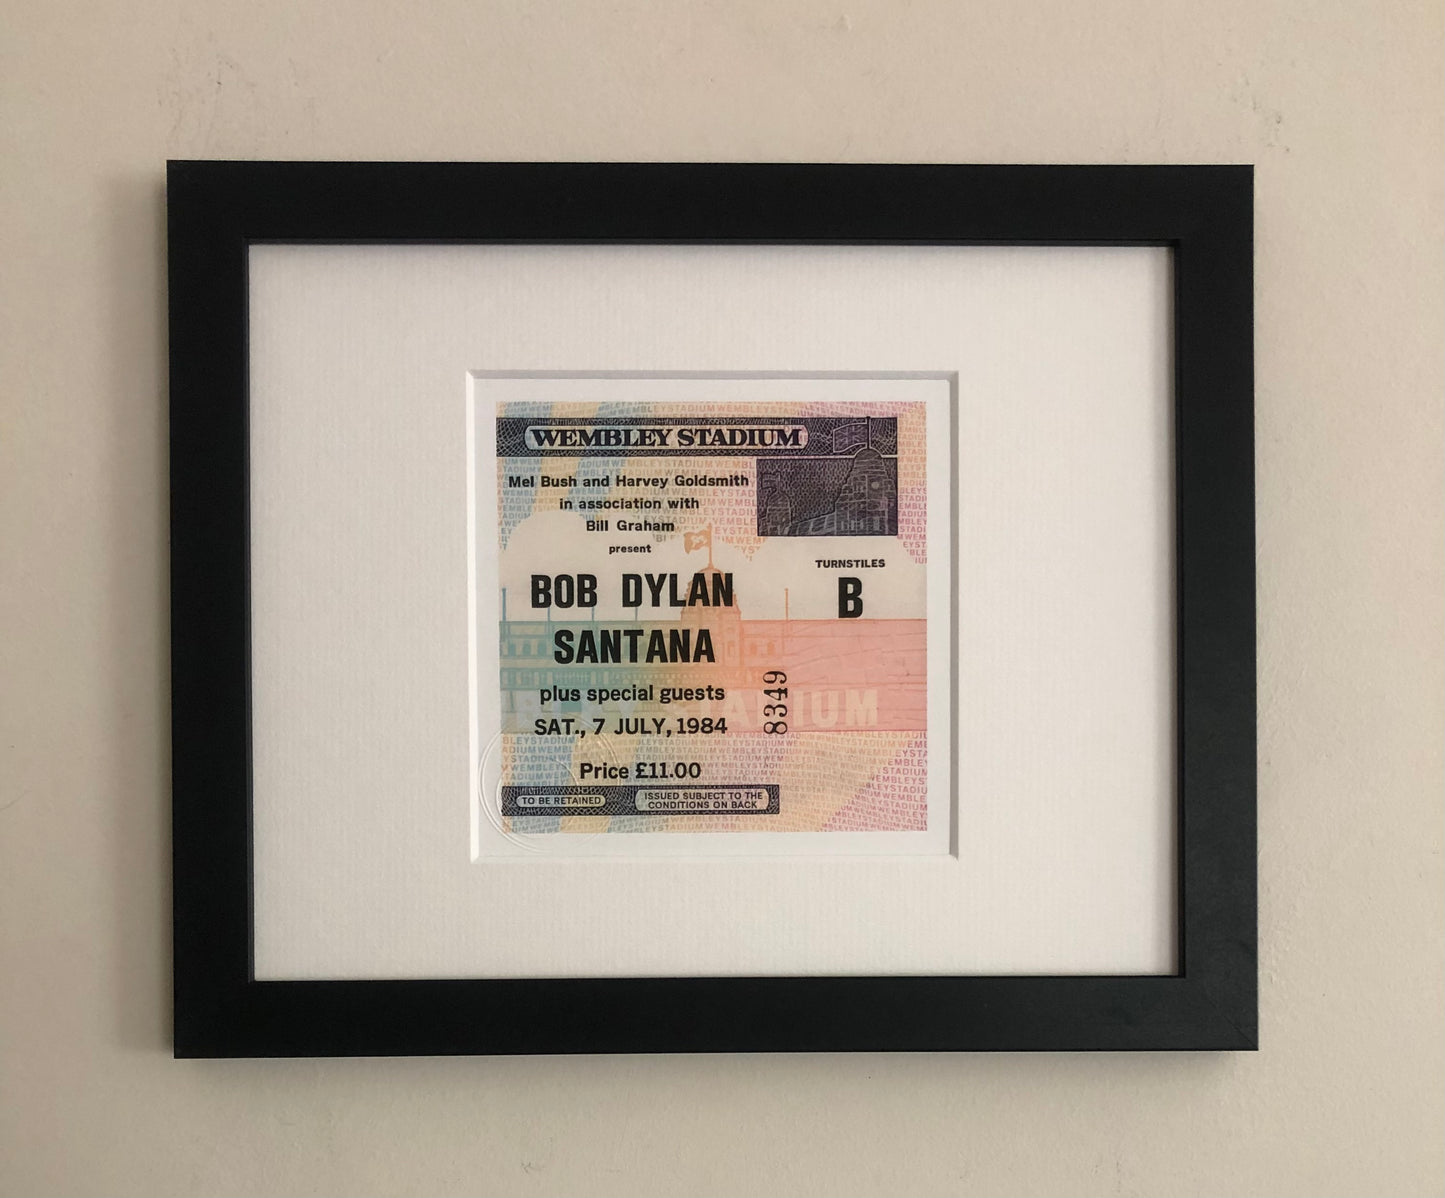 WEMBLEY STADIUM
Mel Bush and Harvey Goldsmith
in association with
Bill Graham
present
BOB DYLAN
SANTANA
plus special guests
SAT., 7 JULY, 1984
Price £11.00
TO BE RETAINED
ISSUED SUBJECT TO THE
CONDITIONS ON BACK
TURNSTILES
B
8349